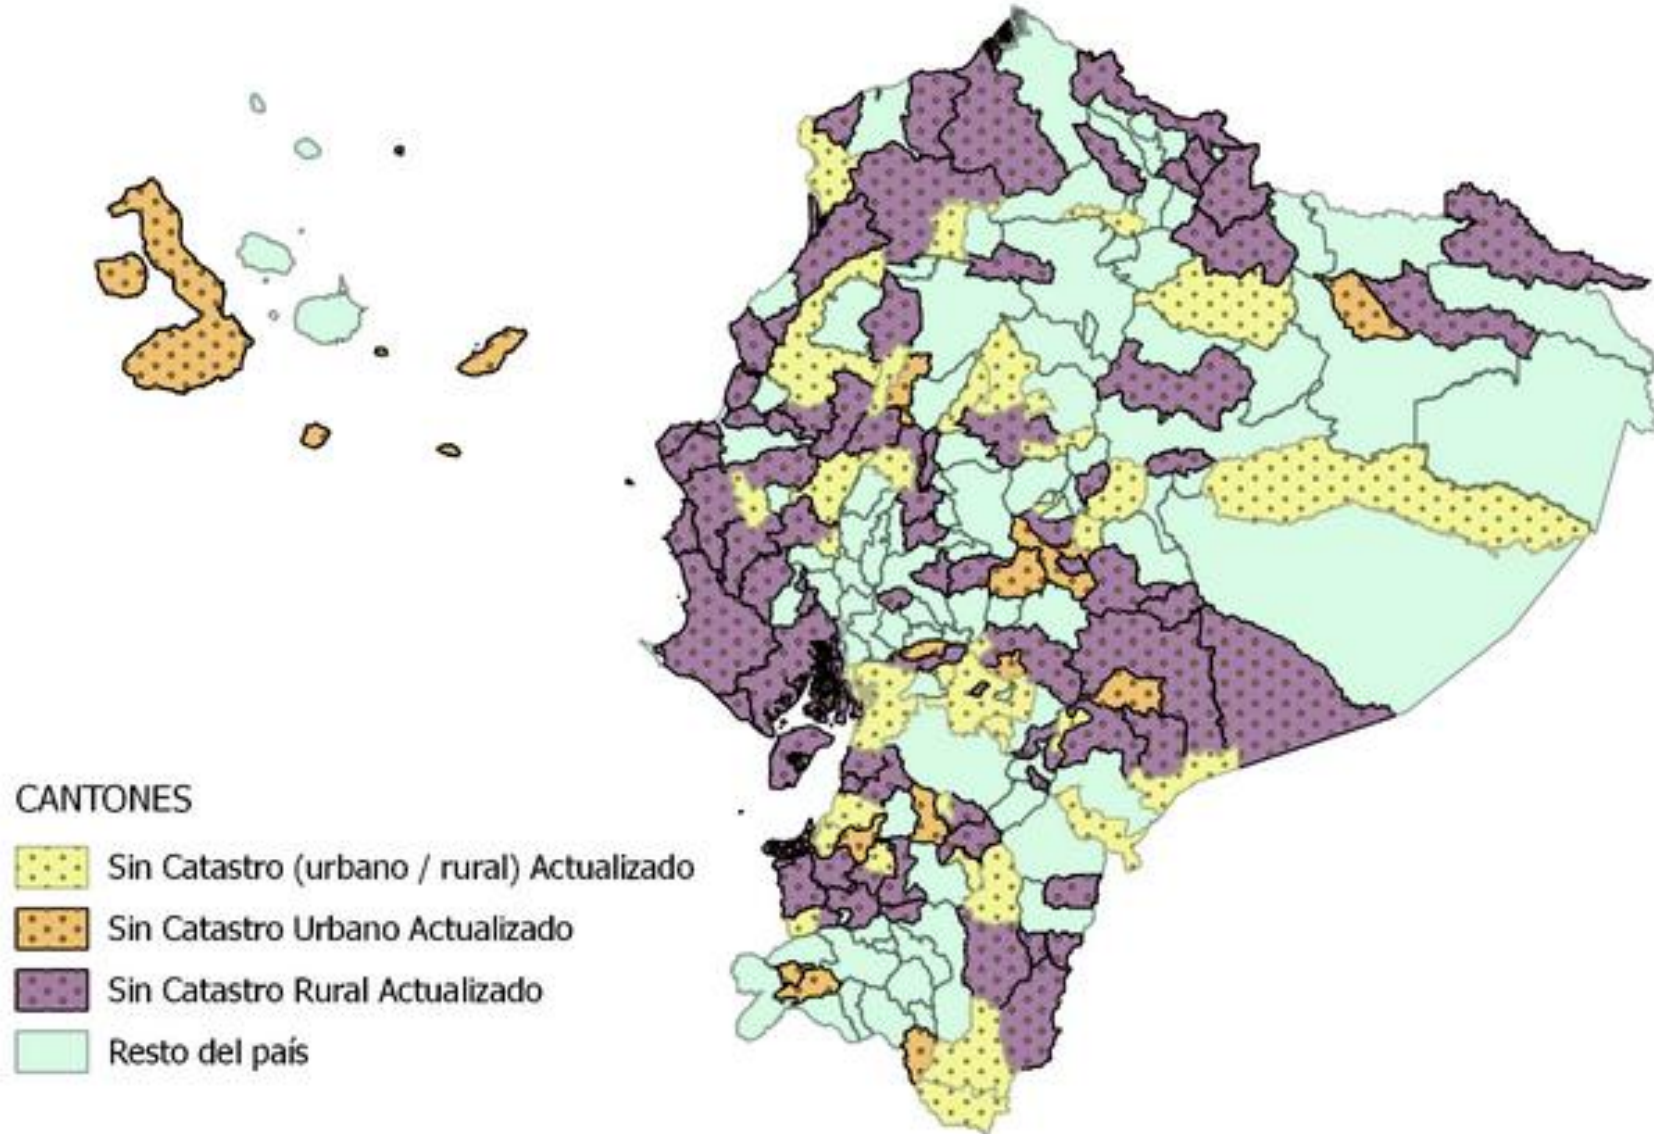 CANTONES
Sin Catastro (urbano / rural) Actualizado
Sin Catastro Urbano Actualizado
Sin Catastro Rural Actualizado
Resto del país